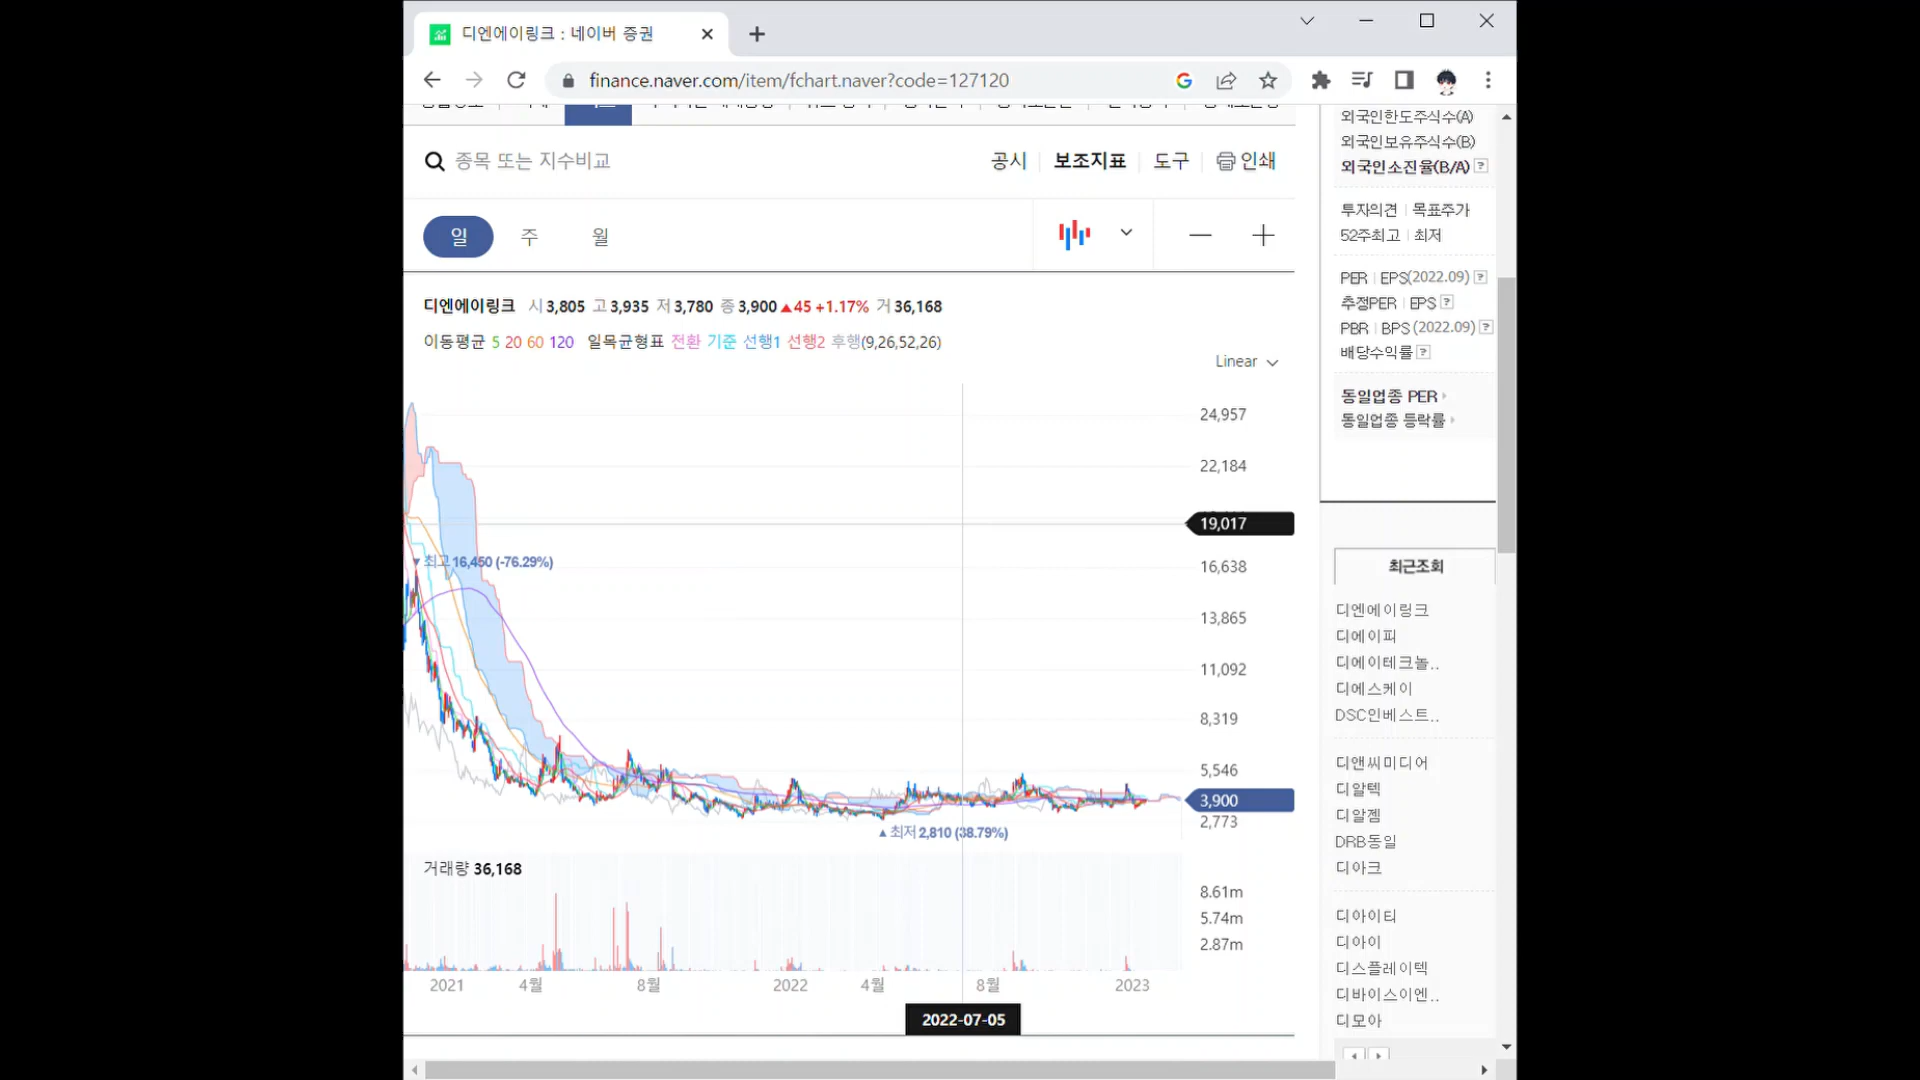 디엔에이링크 : 네이버 증권
finance.naver.com/item/fchart.naver?code=127120
종목 또는 지수비교
공시 보조지표 도구 인쇄
일 주 월
디엔에이링크 시 3,805 고 3,935 저 3,780 종 3,900 ▲45 +1.17% 거 36,168
이동평균 5 20 60 120 일목균형표 전환 기준 선행1 선행2 후행(9,26,52,26)
Linear
24,957
22,184
19,017
▼최고 16,450 (-76.29%)
16,638
13,865
11,092
8,319
5,546
3,900
2,773
▲최저 2,810 (38.79%)
거래량 36,168
8.61m
5.74m
2.87m
2021 4월 8월 2022 4월 8월 2023
2022-07-05
외국인한도주식수(A)
외국인보유주식수(B)
외국인소진율(B/A) ?
투자의견 | 목표주가
52주최고 | 최저
PER | EPS(2022.09) ?
추정PER | EPS ?
PBR | BPS (2022.09) ?
배당수익률 ?
동일업종 PER
동일업종 등락률
최근조회
디엔에이링크
디에이피
디에이테크놀..
디에스케이
DSC인베스트..
디앤씨미디어
디알텍
디알젬
DRB동일
디아크
디아이티
디아이
디스플레이텍
디바이스이엔..
디모아